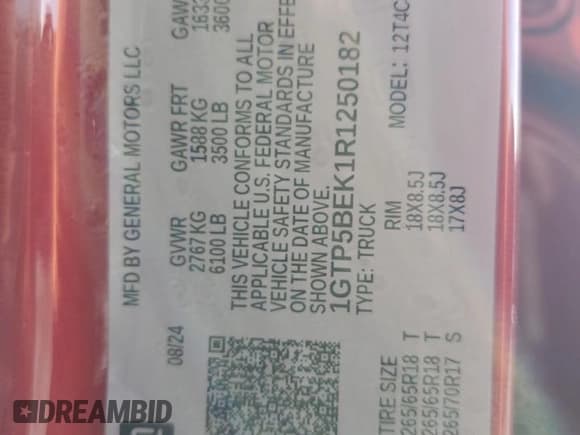 MFD BY GENERAL MOTORS LLC
08/24
GVWR GAWR FRT GAW
2767 KG 1588 KG 1633
6100 LB 3500 LB 3600
THIS VEHICLE CONFORMS TO ALL
APPLICABLE U.S. FEDERAL MOTOR
VEHICLE SAFETY STANDARDS IN EFFE
ON THE DATE OF MANUFACTURE
SHOWN ABOVE.
1GTP5BEK1R1250182
TYPE: TRUCK MODEL: 12T4C
TIRE SIZE RIM
265/65R18 T 18X8.5J
265/65R18 T 18X8.5J
265/70R17 S 17X8J
DREAMBID